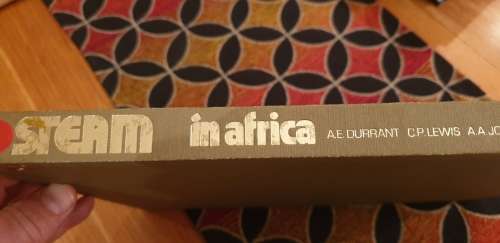 STEAM in africa A.E. DURRANT C.P. LEWIS A.A.